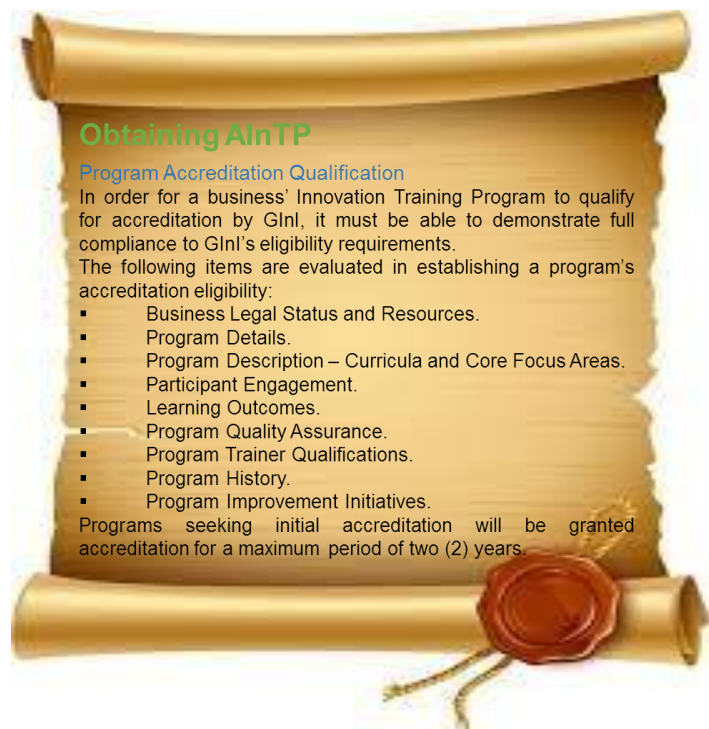 Obtaining AInTP
Program Accreditation Qualification
In order for a business’ Innovation Training Program to qualify
for accreditation by GInI, it must be able to demonstrate full
compliance to GInI’s eligibility requirements.
The following items are evaluated in establishing a program’s
accreditation eligibility:
▪ Business Legal Status and Resources.
▪ Program Details.
▪ Program Description – Curricula and Core Focus Areas.
▪ Participant Engagement.
▪ Learning Outcomes.
▪ Program Quality Assurance.
▪ Program Trainer Qualifications.
▪ Program History.
▪ Program Improvement Initiatives.
Programs seeking initial accreditation will be granted
accreditation for a maximum period of two (2) years.